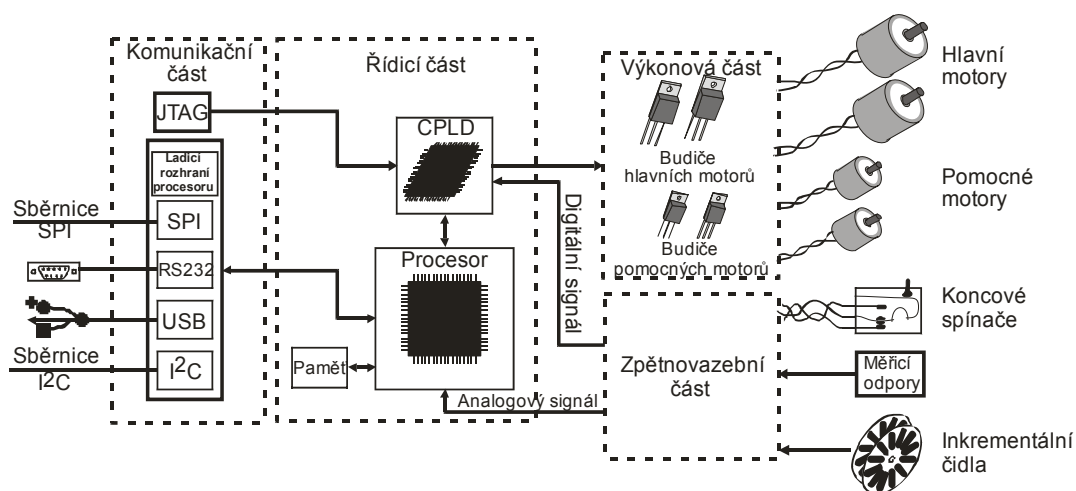 Komunikační
část
JTAG
Ladicí
rozhraní
procesoru
Sběrnice
SPI
SPI
RS232
USB
Sběrnice
I2C
I2C
Řídicí část
CPLD
Procesor
Paměť
Digitální signál
Analogový signál
Výkonová část
Budiče
hlavních motorů
Budiče
pomocných motorů
Zpětnovazební
část
Hlavní
motory
Pomocné
motory
Koncové
spínače
Měřicí
odpory
Inkrementální
čidla